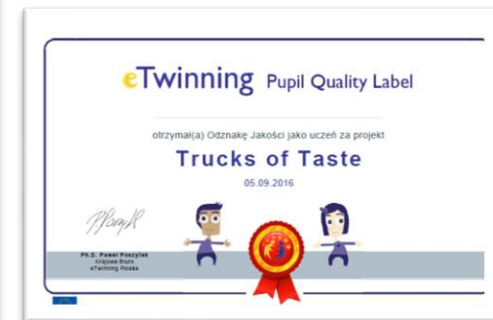 eTwinning Pupil Quality Label
otrzymał(a) Odznakę Jakości jako uczeń za projekt
Trucks of Taste
05.09.2016
Ph.D. Paweł Poszytek
Krajowe Biuro
eTwinning Polska